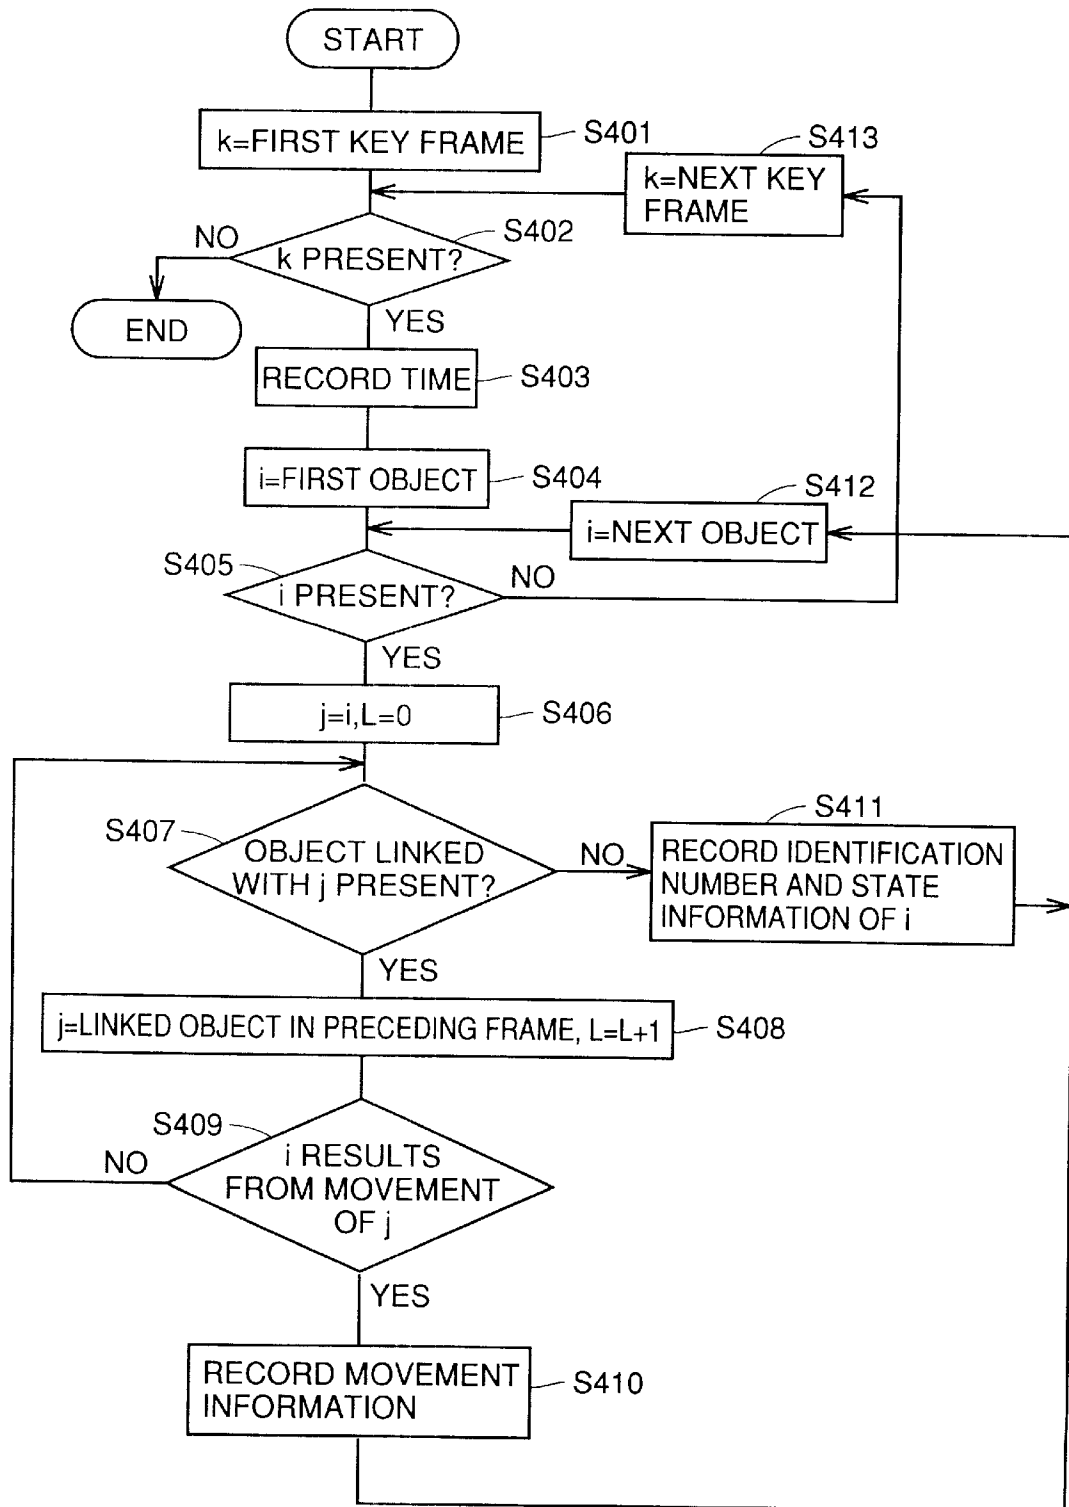 START
k=FIRST KEY FRAME
S401
S413
k=NEXT KEY
FRAME
NO
S402
k PRESENT?
END
YES
RECORD TIME
S403
i=FIRST OBJECT
S404
S412
i=NEXT OBJECT
S405
i PRESENT?
NO
YES
j=i,L=0
S406
S407
OBJECT LINKED
WITH j PRESENT?
NO
S411
RECORD IDENTIFICATION
NUMBER AND STATE
INFORMATION OF i
YES
j=LINKED OBJECT IN PRECEDING FRAME, L=L+1
S408
S409
NO
i RESULTS
FROM MOVEMENT
OF j
YES
RECORD MOVEMENT
INFORMATION
S410